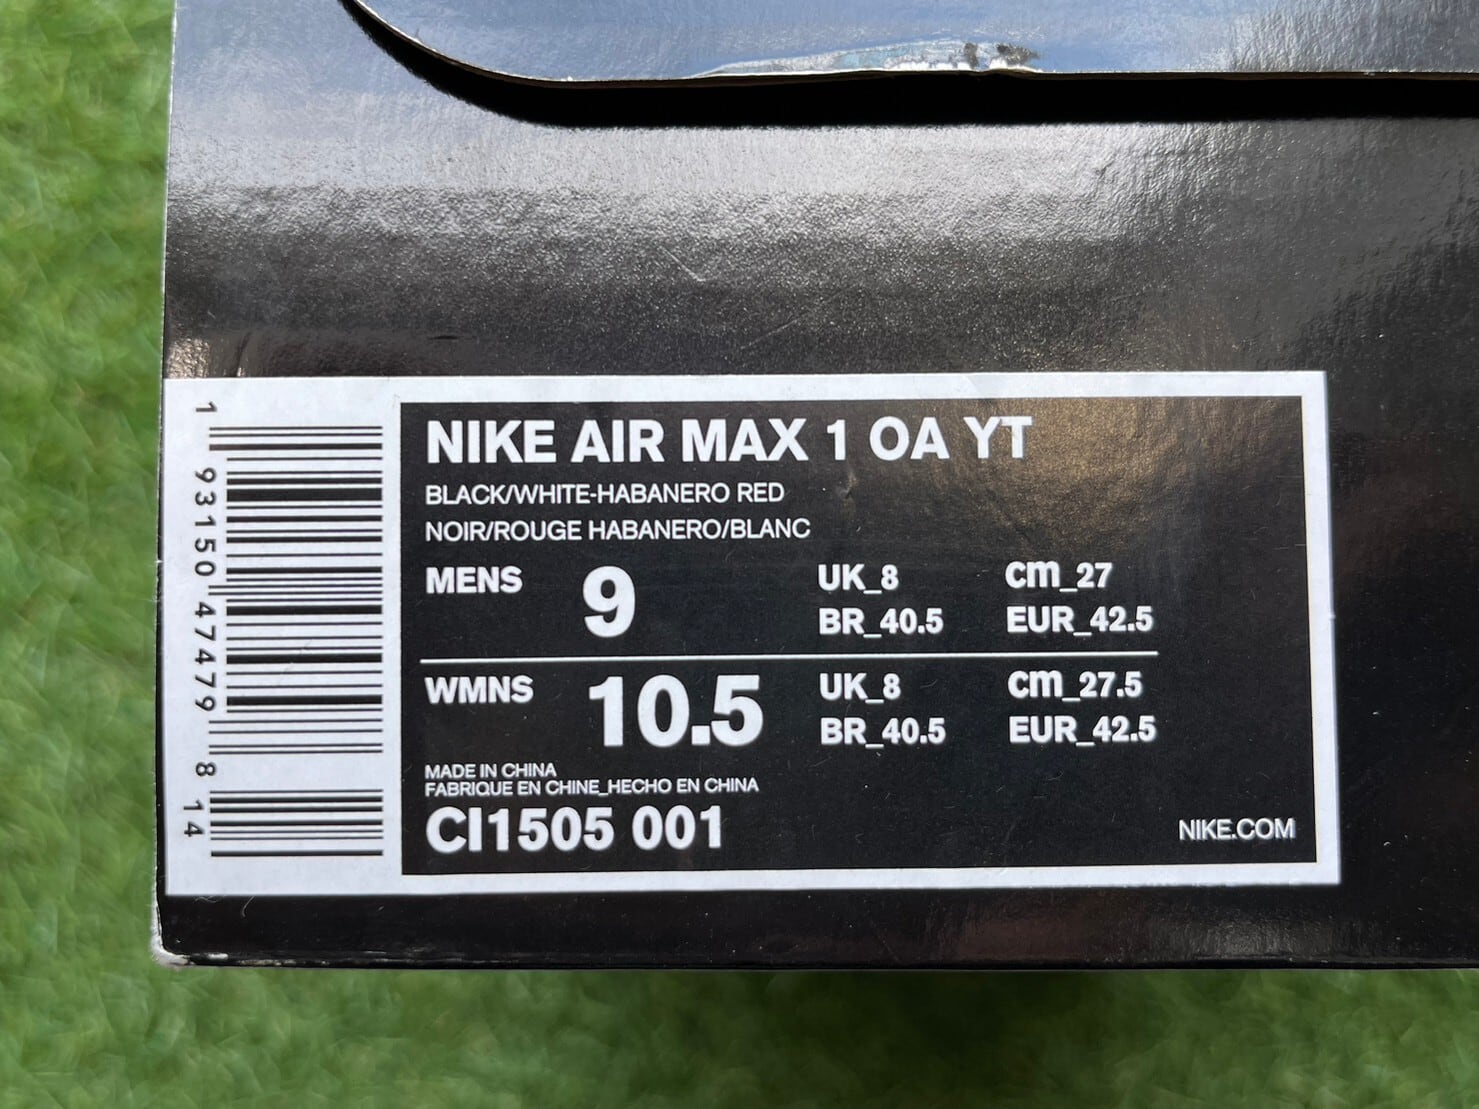 1 93150 47479 8 14
NIKE AIR MAX 1 OA YT
BLACK/WHITE-HABANERO RED
NOIR/ROUGE HABANERO/BLANC
MENS 9 UK_8 cm_27
BR_40.5 EUR_42.5
WMNS 10.5 UK_8 cm_27.5
BR_40.5 EUR_42.5
MADE IN CHINA
FABRIQUE EN CHINE_HECHO EN CHINA
CI1505 001
NIKE.COM